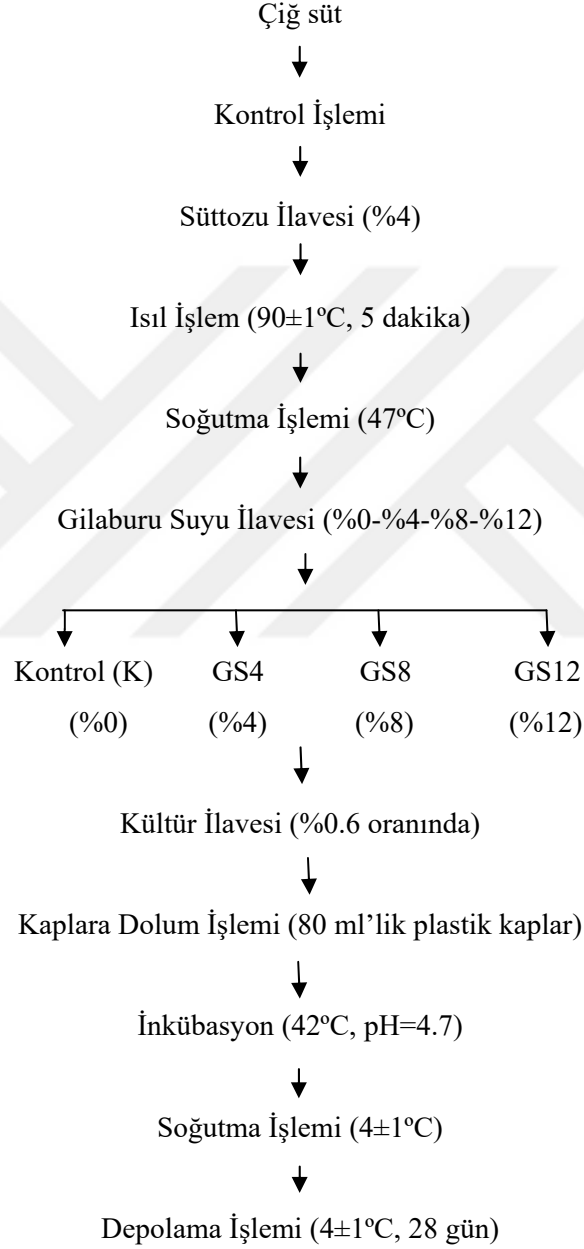 Çiğ süt
Kontrol İşlemi
Süttozu İlavesi (%4)
Isıl İşlem (90±1ºC, 5 dakika)
Soğutma İşlemi (47ºC)
Gilaburu Suyu İlavesi (%0-%4-%8-%12)
Kontrol (K) GS4 GS8 GS12
(%0) (%4) (%8) (%12)
Kültür İlavesi (%0.6 oranında)
Kaplara Dolum İşlemi (80 ml’lik plastik kaplar)
İnkübasyon (42ºC, pH=4.7)
Soğutma İşlemi (4±1ºC)
Depolama İşlemi (4±1ºC, 28 gün)